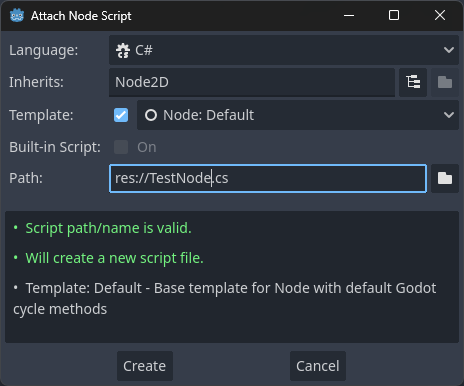 Attach Node Script
Language: C#
Inherits: Node2D
Template: Node: Default
Built-in Script: On
Path: res://TestNode.cs
• Script path/name is valid.
• Will create a new script file.
• Template: Default - Base template for Node with default Godot
cycle methods
Create Cancel